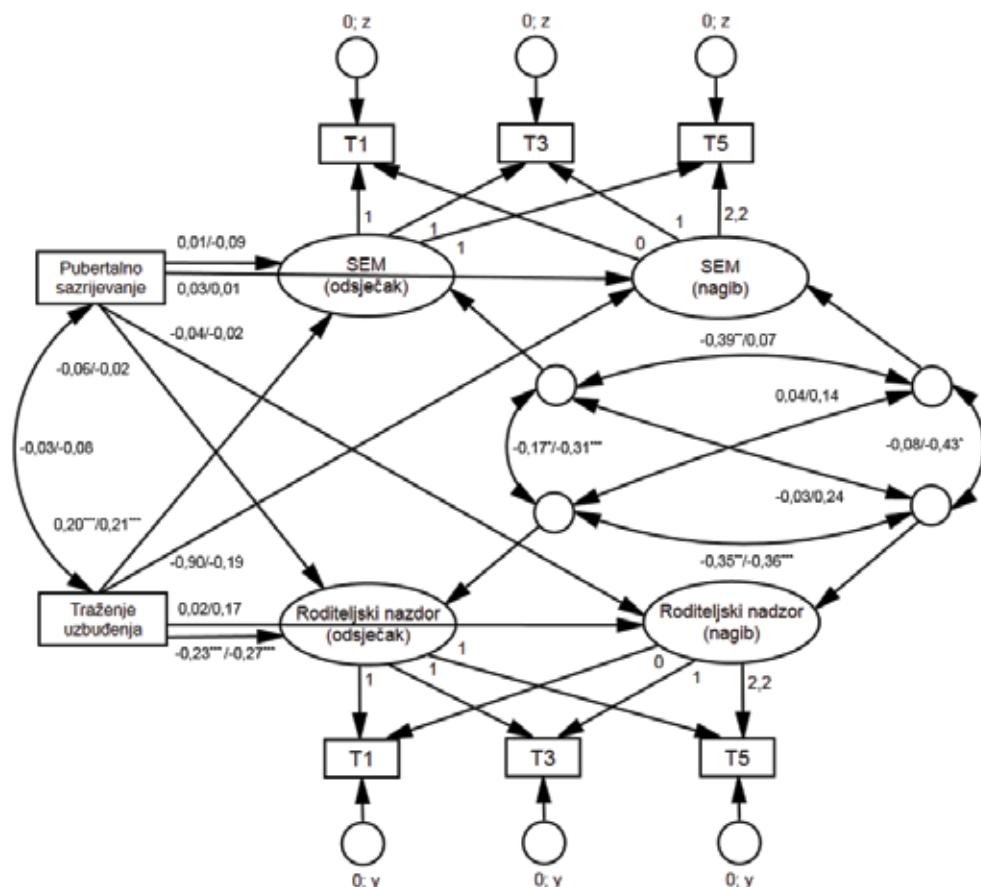 0; z
0; z
0; z
T1
T3
T5
1
1
1
0
1
2,2
Pubertalno
sazrijevanje
0,01/-0,09
0,03/0,01
SEM
(odsječak)
SEM
(nagib)
-0,04/-0,02
-0,06/-0,02
-0,39**/0,07
0,04/0,14
-0,03/-0,08
-0,17*/-0,31***
-0,08/-0,43*
-0,03/0,24
0,20***/0,21***
-0,90/-0,19
-0,35**/-0,36***
Traženje
uzbuđenja
0,02/0,17
-0,23***/-0,27***
Roditeljski nazdor
(odsječak)
Roditeljski nadzor
(nagib)
1
1
1
0
1
2,2
T1
T3
T5
0; y
0; y
0; y